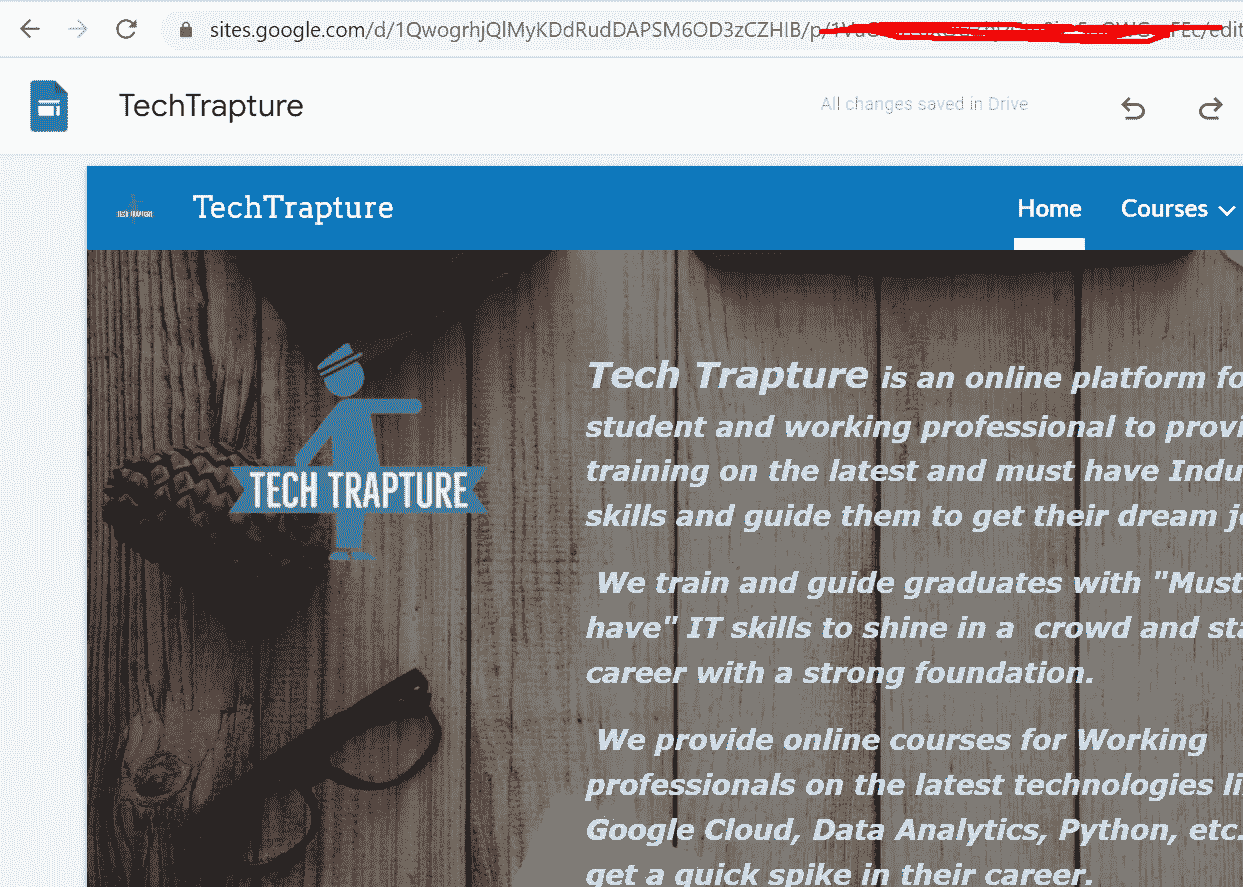 sites.google.com/d/1QwogrhjQlMyKDdRudDAPSM6OD3zCZHIB/p/
TechTrapture
All changes saved in Drive
TECH TRAPTURE
TechTrapture
Home
Courses
TECH TRAPTURE
Tech Trapture is an online platform fo
student and working professional to provi
training on the latest and must have Indu
skills and guide them to get their dream j
We train and guide graduates with "Must
have" IT skills to shine in a crowd and sta
career with a strong foundation.
We provide online courses for Working
professionals on the latest technologies li
Google Cloud, Data Analytics, Python, etc.
get a quick spike in their career.